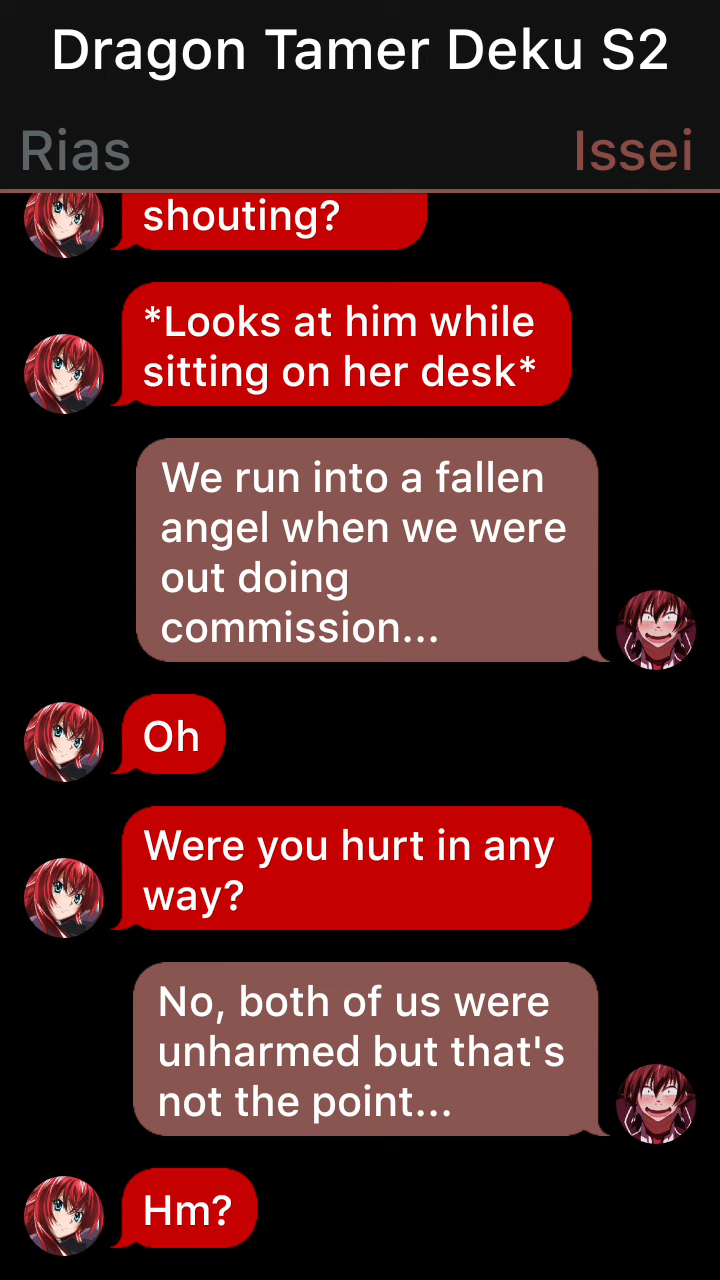 Dragon Tamer Deku S2
Rias
Issei
shouting?
*Looks at him while
sitting on her desk*
We run into a fallen
angel when we were
out doing
commission...
Oh
Were you hurt in any
way?
No, both of us were
unharmed but that's
not the point...
Hm?